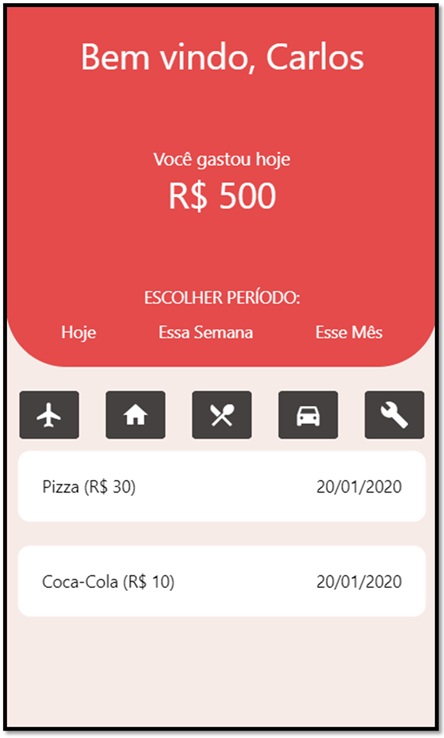 Bem vindo, Carlos
Você gastou hoje
R$ 500
ESCOLHER PERÍODO:
Hoje Essa Semana Esse Mês
Pizza (R$ 30) 20/01/2020
Coca-Cola (R$ 10) 20/01/2020